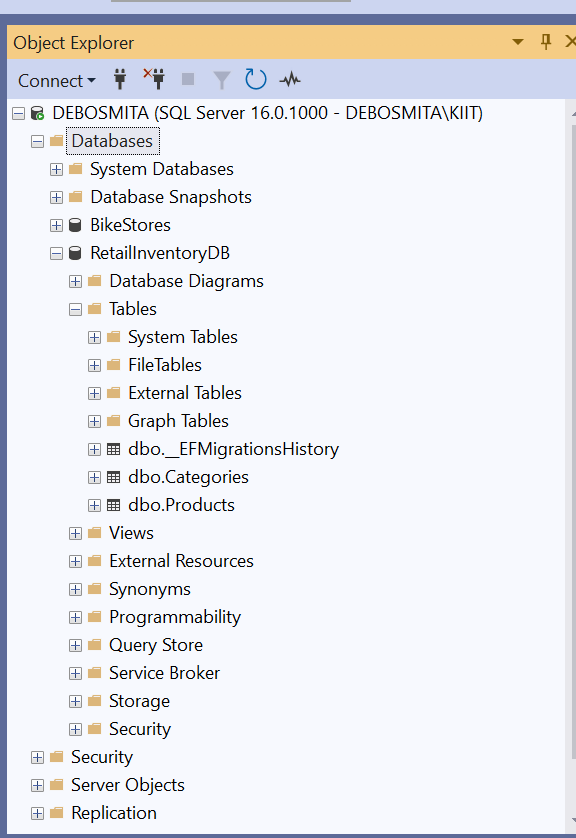 Object Explorer
Connect
DEBOSMITA (SQL Server 16.0.1000 - DEBOSMITA\KIIT)
Databases
System Databases
Database Snapshots
BikeStores
RetailInventoryDB
Database Diagrams
Tables
System Tables
FileTables
External Tables
Graph Tables
dbo.__EFMigrationsHistory
dbo.Categories
dbo.Products
Views
External Resources
Synonyms
Programmability
Query Store
Service Broker
Storage
Security
Security
Server Objects
Replication